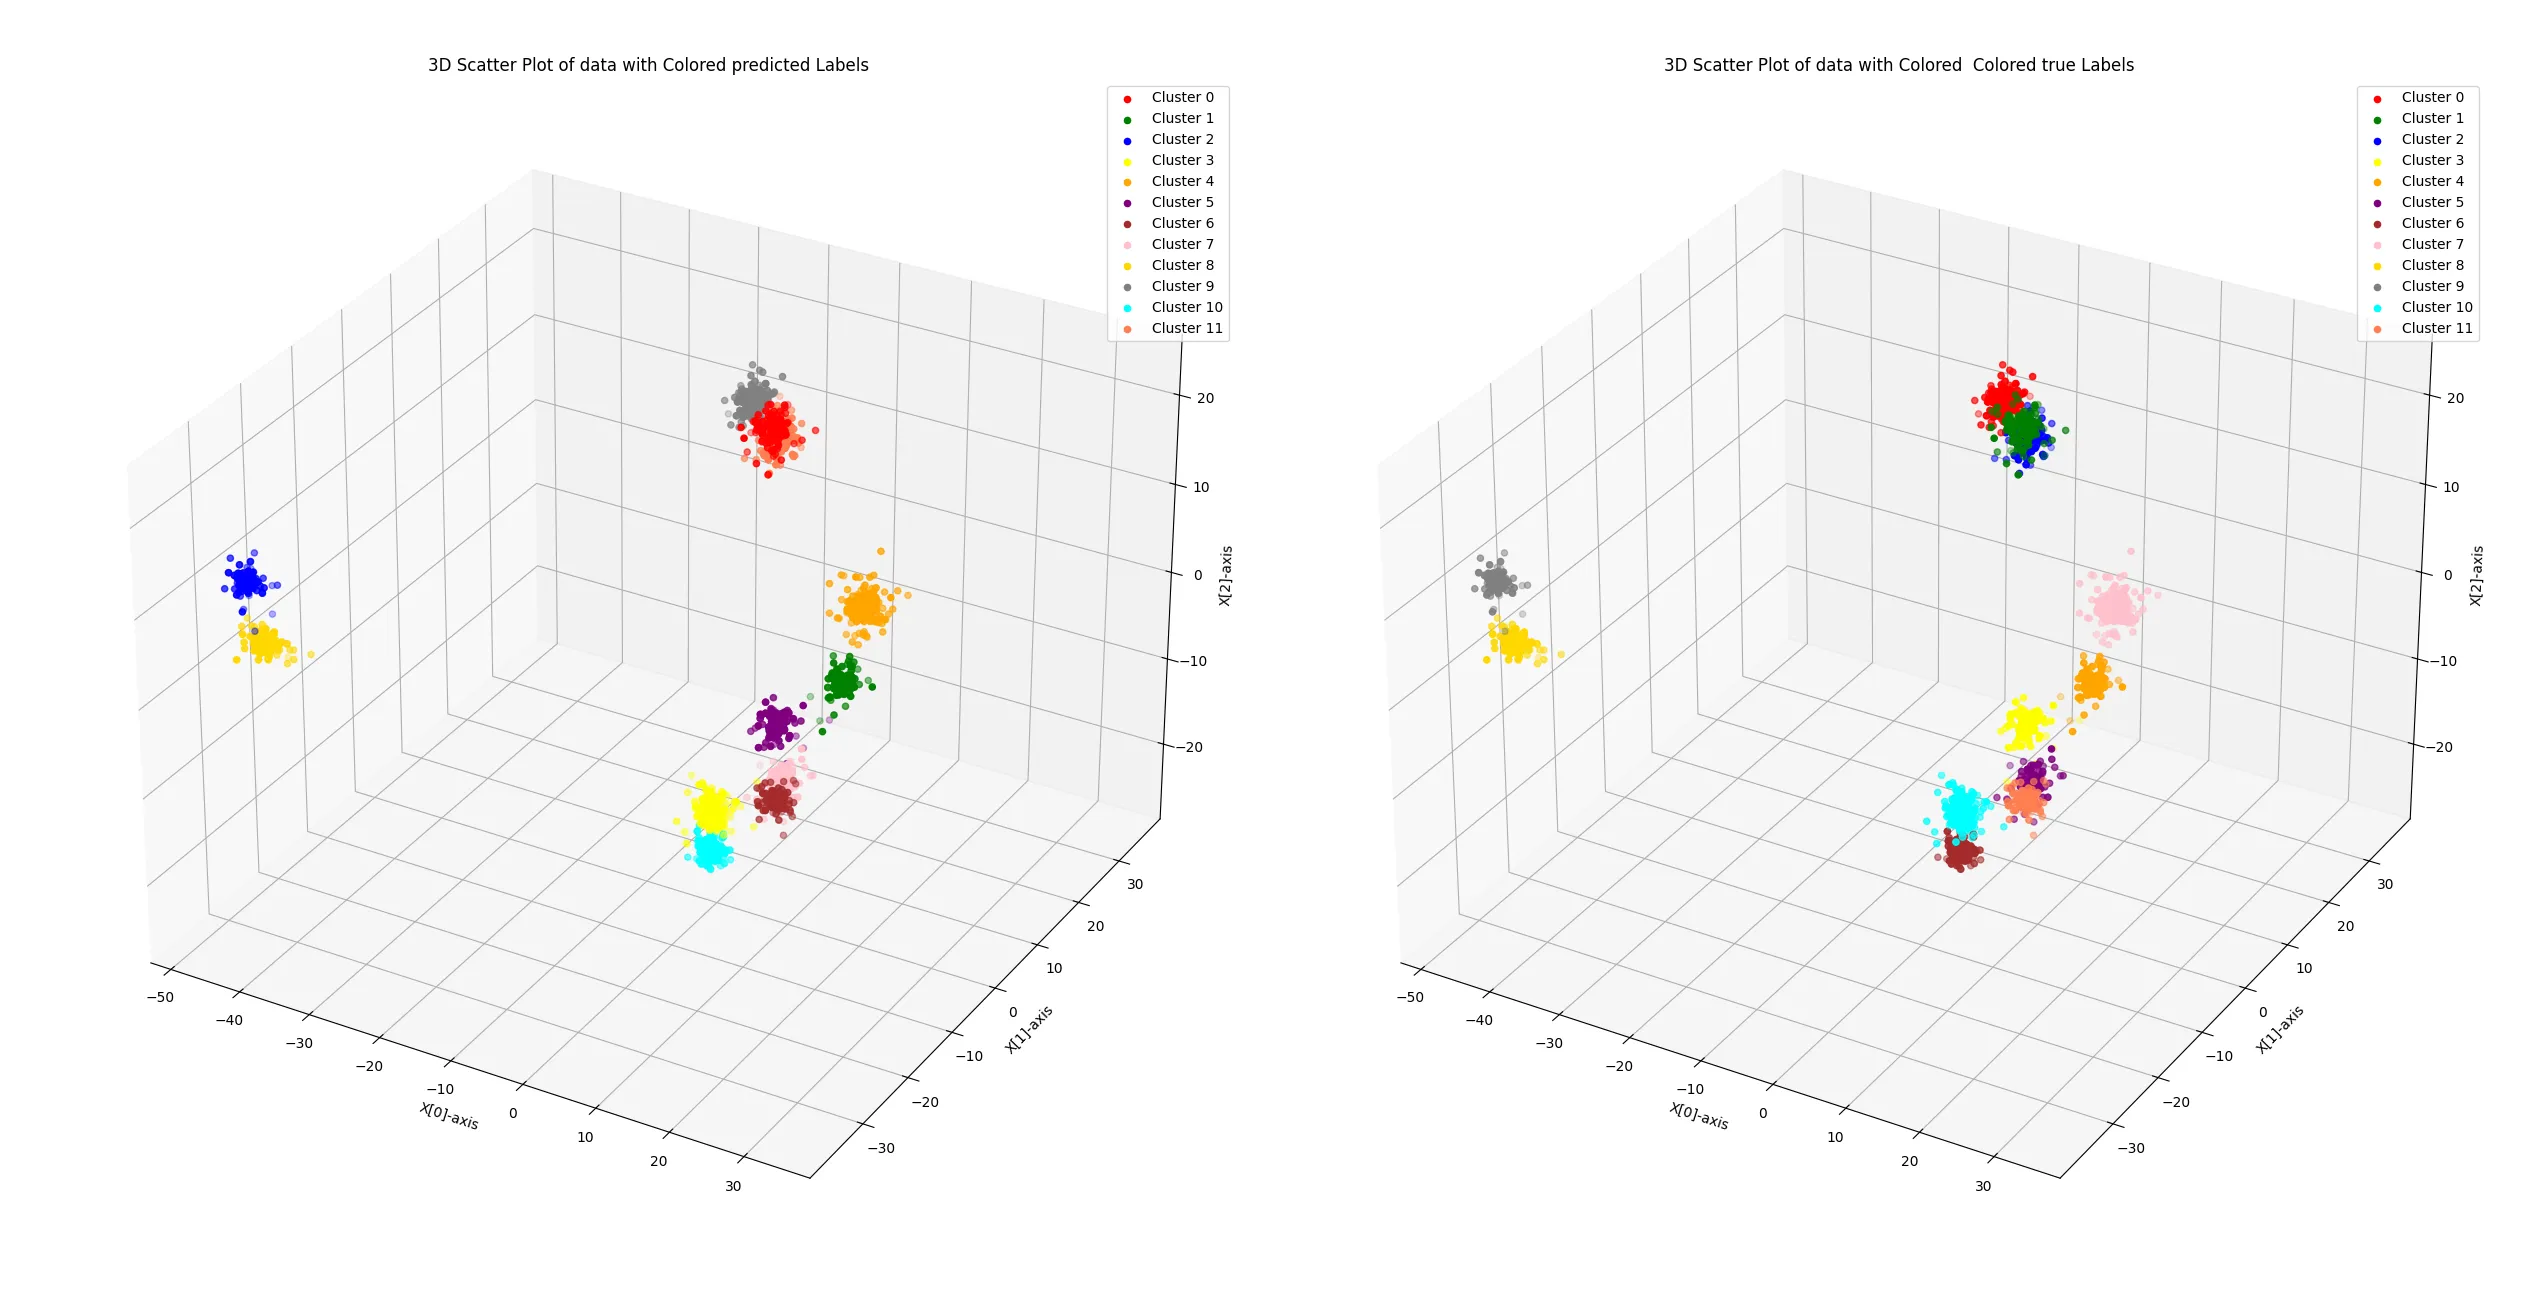 3D Scatter Plot of data with Colored predicted Labels
Cluster 0
Cluster 1
Cluster 2
Cluster 3
Cluster 4
Cluster 5
Cluster 6
Cluster 7
Cluster 8
Cluster 9
Cluster 10
Cluster 11
20
10
0
−10
−20
X[2]-axis
30
20
10
0
−10
−20
−30
X[1]-axis
−50
−40
−30
−20
−10
0
10
20
30
X[0]-axis
3D Scatter Plot of data with Colored  Colored true Labels
Cluster 0
Cluster 1
Cluster 2
Cluster 3
Cluster 4
Cluster 5
Cluster 6
Cluster 7
Cluster 8
Cluster 9
Cluster 10
Cluster 11
20
10
0
−10
−20
X[2]-axis
30
20
10
0
−10
−20
−30
X[1]-axis
−50
−40
−30
−20
−10
0
10
20
30
X[0]-axis